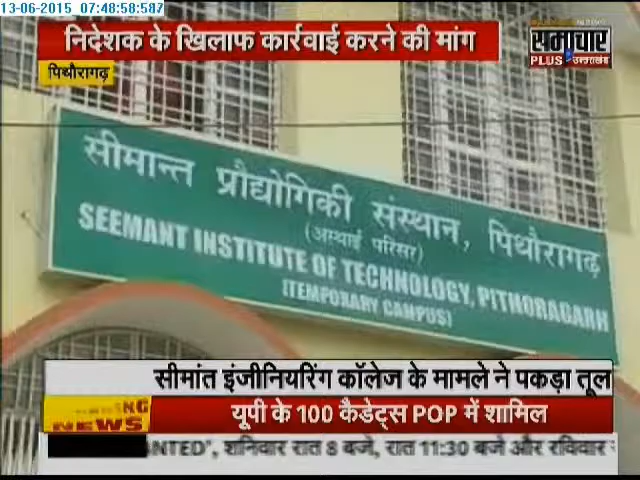 13-06-2015 07:48:58:587
निदेशक के खिलाफ कार्रवाई करने की मांग
समाचार
PLUS उत्तराखण्ड
पिथौरागढ़
सीमान्त प्रौद्योगिकी संस्थान, पिथौरागढ़
(अस्थाई परिसर)
SEEMANT INSTITUTE OF TECHNOLOGY, PITHORAGARH
(TEMPORARY CAMPUS)
सीमांत इंजीनियरिंग कॉलेज के मामले ने पकड़ा तूल
NEWS
यूपी के 100 कैडेट्स POP में शामिल
NTED", शनिवार रात 8 बजे, रात 11:30 बजे और रविवार